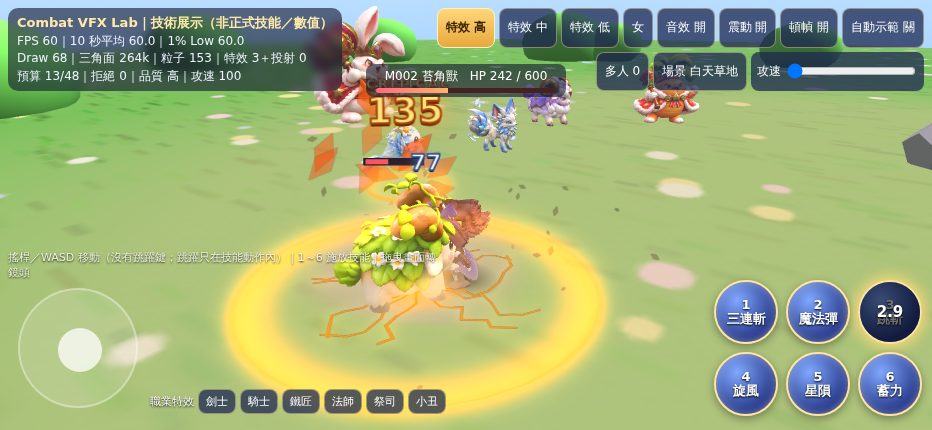 Combat VFX Lab｜技術展示（非正式技能／數值）
FPS 60｜10 秒平均 60.0｜1% Low 60.0
Draw 68｜三角面 264k｜粒子 153｜特效 3＋投射 0
預算 13/48｜拒絕 0｜品質 高｜攻速 100
特效 高
特效 中
特效 低
女
音效 開
震動 開
頓幀 開
自動示範 關
多人 0
場景 白天草地
攻速
M002 苔角獸 HP 242 / 600
135
77
搖桿／WASD 移動（沒有跳躍鍵；跳躍只在技能動作內）｜1～6 施放技能｜拖曳畫面轉
鏡頭
1
三連斬
2
魔法彈
2.9
4
旋風
5
星隕
6
蓄力
職業特效
劍士
騎士
鐵匠
法師
祭司
小丑